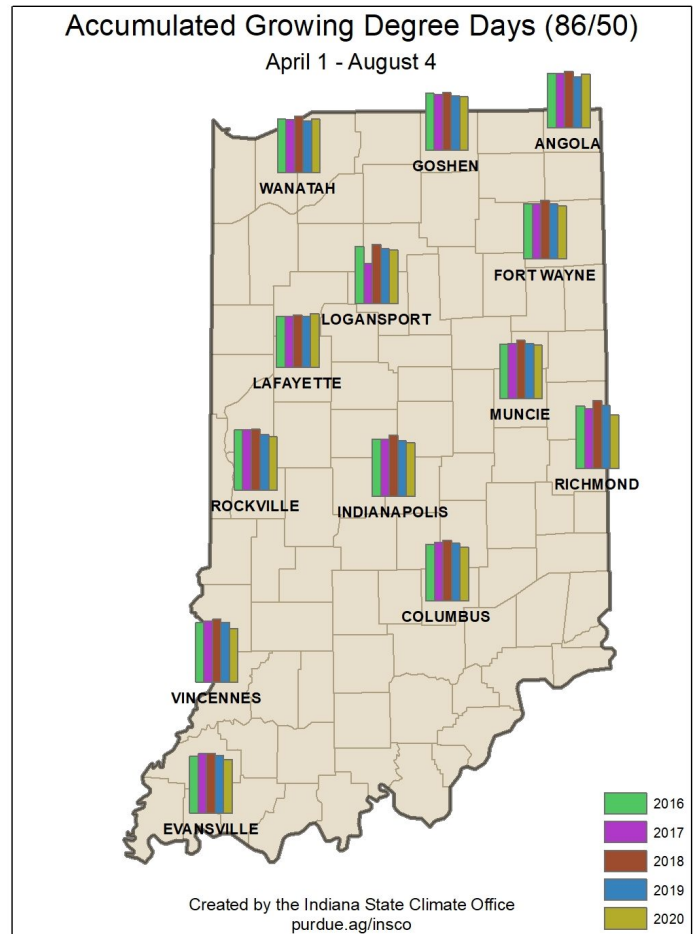 Accumulated Growing Degree Days (86/50)
April 1 - August 4
ANGOLA
GOSHEN
WANATAH
FORT WAYNE
LOGANSPORT
LAFAYETTE
MUNCIE
RICHMOND
ROCKVILLE
INDIANAPOLIS
COLUMBUS
VINCENNES
EVANSVILLE
2016
2017
2018
2019
2020
Created by the Indiana State Climate Office
purdue.ag/insco